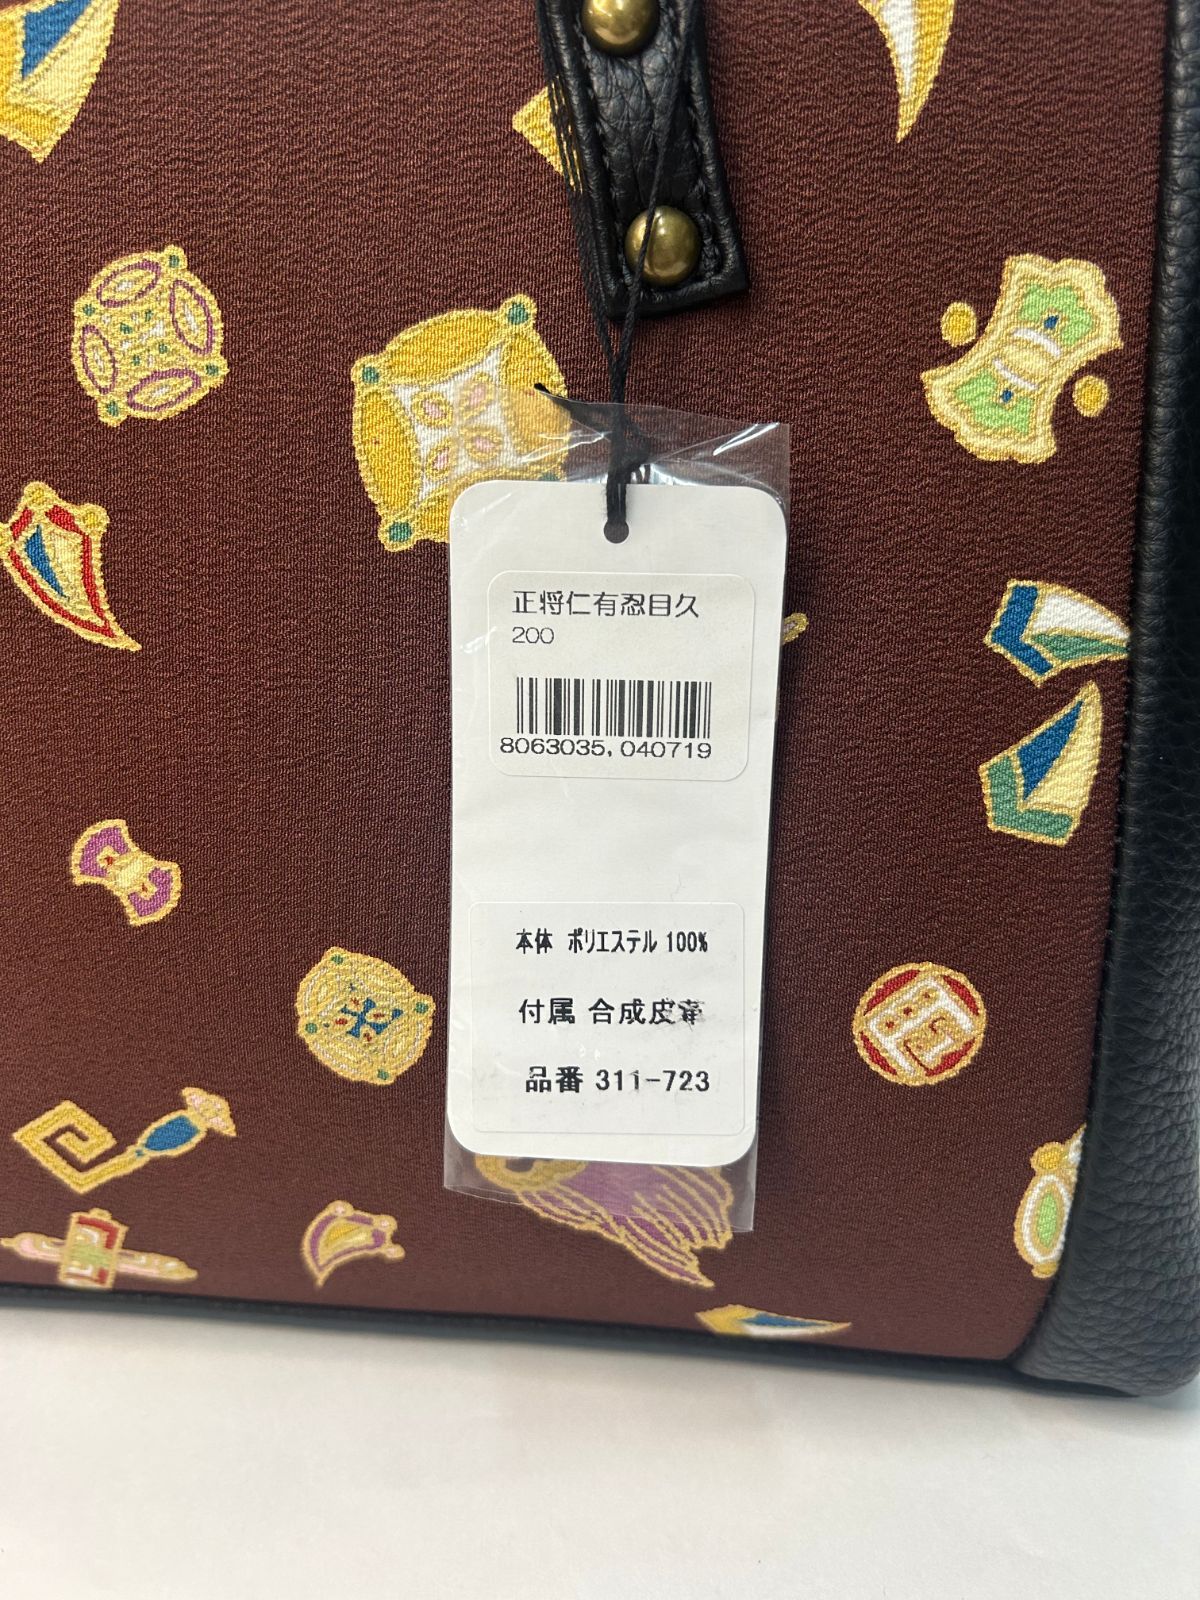 正将仁有忍目久
200
8063035,040719
本体 ポリエステル 100%
付属 合成皮革
品番 311-723